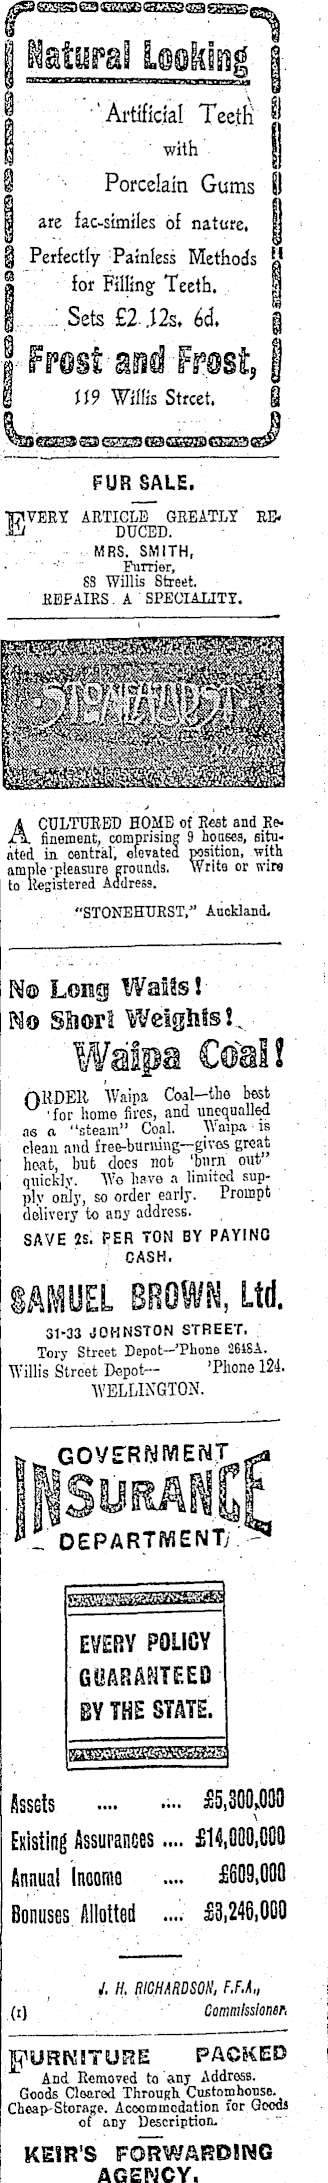 Natural Looking
Artificial Teeth
with
Porcelain Gums
are fac-similes of nature.
Perfectly Painless Methods
for Filling Teeth.
Sets £2 12s. 6d.
Frost and Frost,
119 Willis Street.
FUR SALE.
EVERY ARTICLE GREATLY RE-
DUCED.
MRS. SMITH,
Furrier,
88 Willis Street.
REPAIRS A SPECIALITY.
STONEHURST
AUCKLAND
A CULTURED HOME of Rest and Re-
finement, comprising 9 houses, situ-
ated in central, elevated position, with
ample pleasure grounds. Write or wire
to Registered Address.
"STONEHURST," Auckland.
No Long Waits!
No Short Weights!
Waipa Coal!
ORDER Waipa Coal—the best
for home fires, and unequalled
as a "steam" Coal. Waipa is
clean and free-burning—gives great
heat, but does not 'burn out"
quickly. We have a limited sup-
ply only, so order early. Prompt
delivery to any address.
SAVE 2s. PER TON BY PAYING
CASH.
SAMUEL BROWN, Ltd.
31-33 JOHNSTON STREET.
Tory Street Depot—'Phone 2648A.
Willis Street Depot— 'Phone 124.
WELLINGTON.
GOVERNMENT
INSURANCE
DEPARTMENT
EVERY POLICY
GUARANTEED
BY THE STATE.
Assets .... .... £5,300,000
Existing Assurances .... £14,000,000
Annual Income .... £609,000
Bonuses Allotted .... £3,246,000
J. H. RICHARDSON, F.F.A.,
(1) Commissioner.
FURNITURE PACKED
And Removed to any Address.
Goods Cleared Through Customhouse.
Cheap Storage. Accommodation for Goods
of any Description.
KEIR'S FORWARDING
AGENCY.